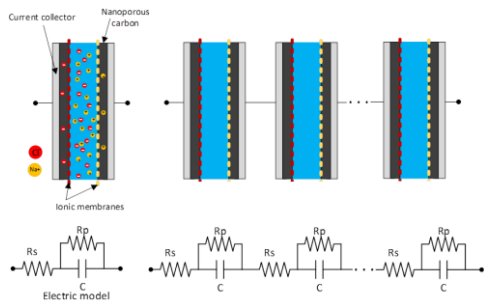 Current collector
Nanoporous
carbon
Cl-
Na+
Ionic membranes
Rp
Rs
C
Electric model
Rp
Rs
C
Rp
Rs
C
Rp
Rs
C